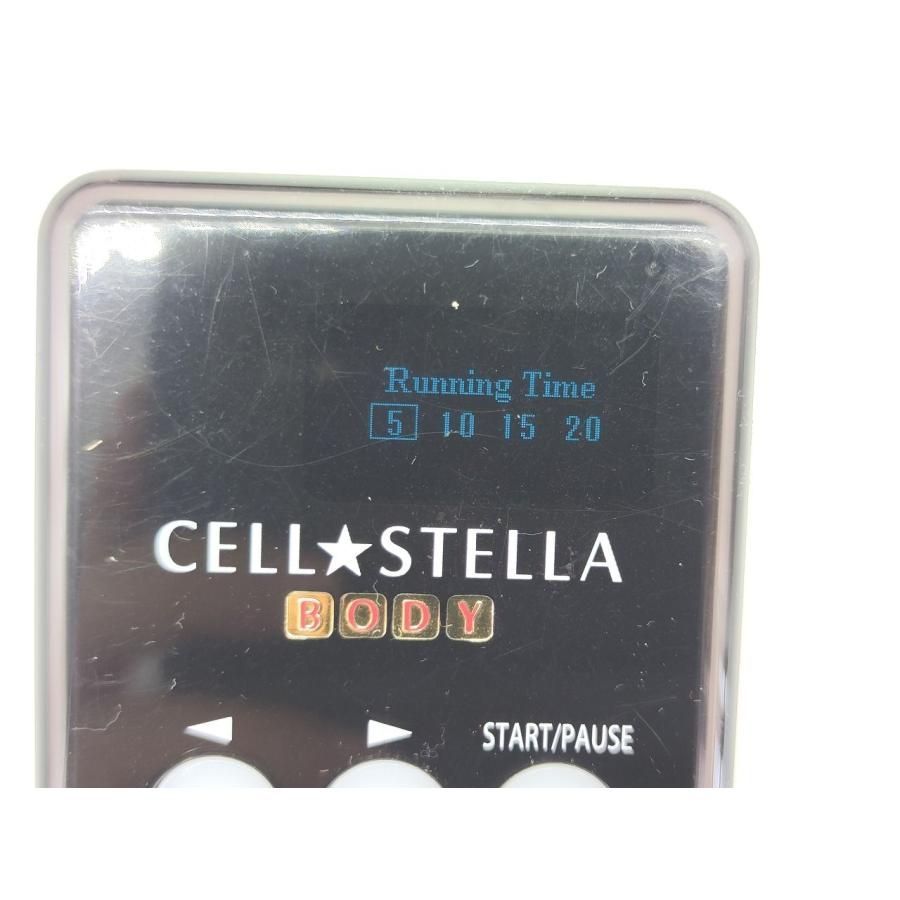 Running Time
5 10 15 20
CELL★STELLA
BODY
START/PAUSE